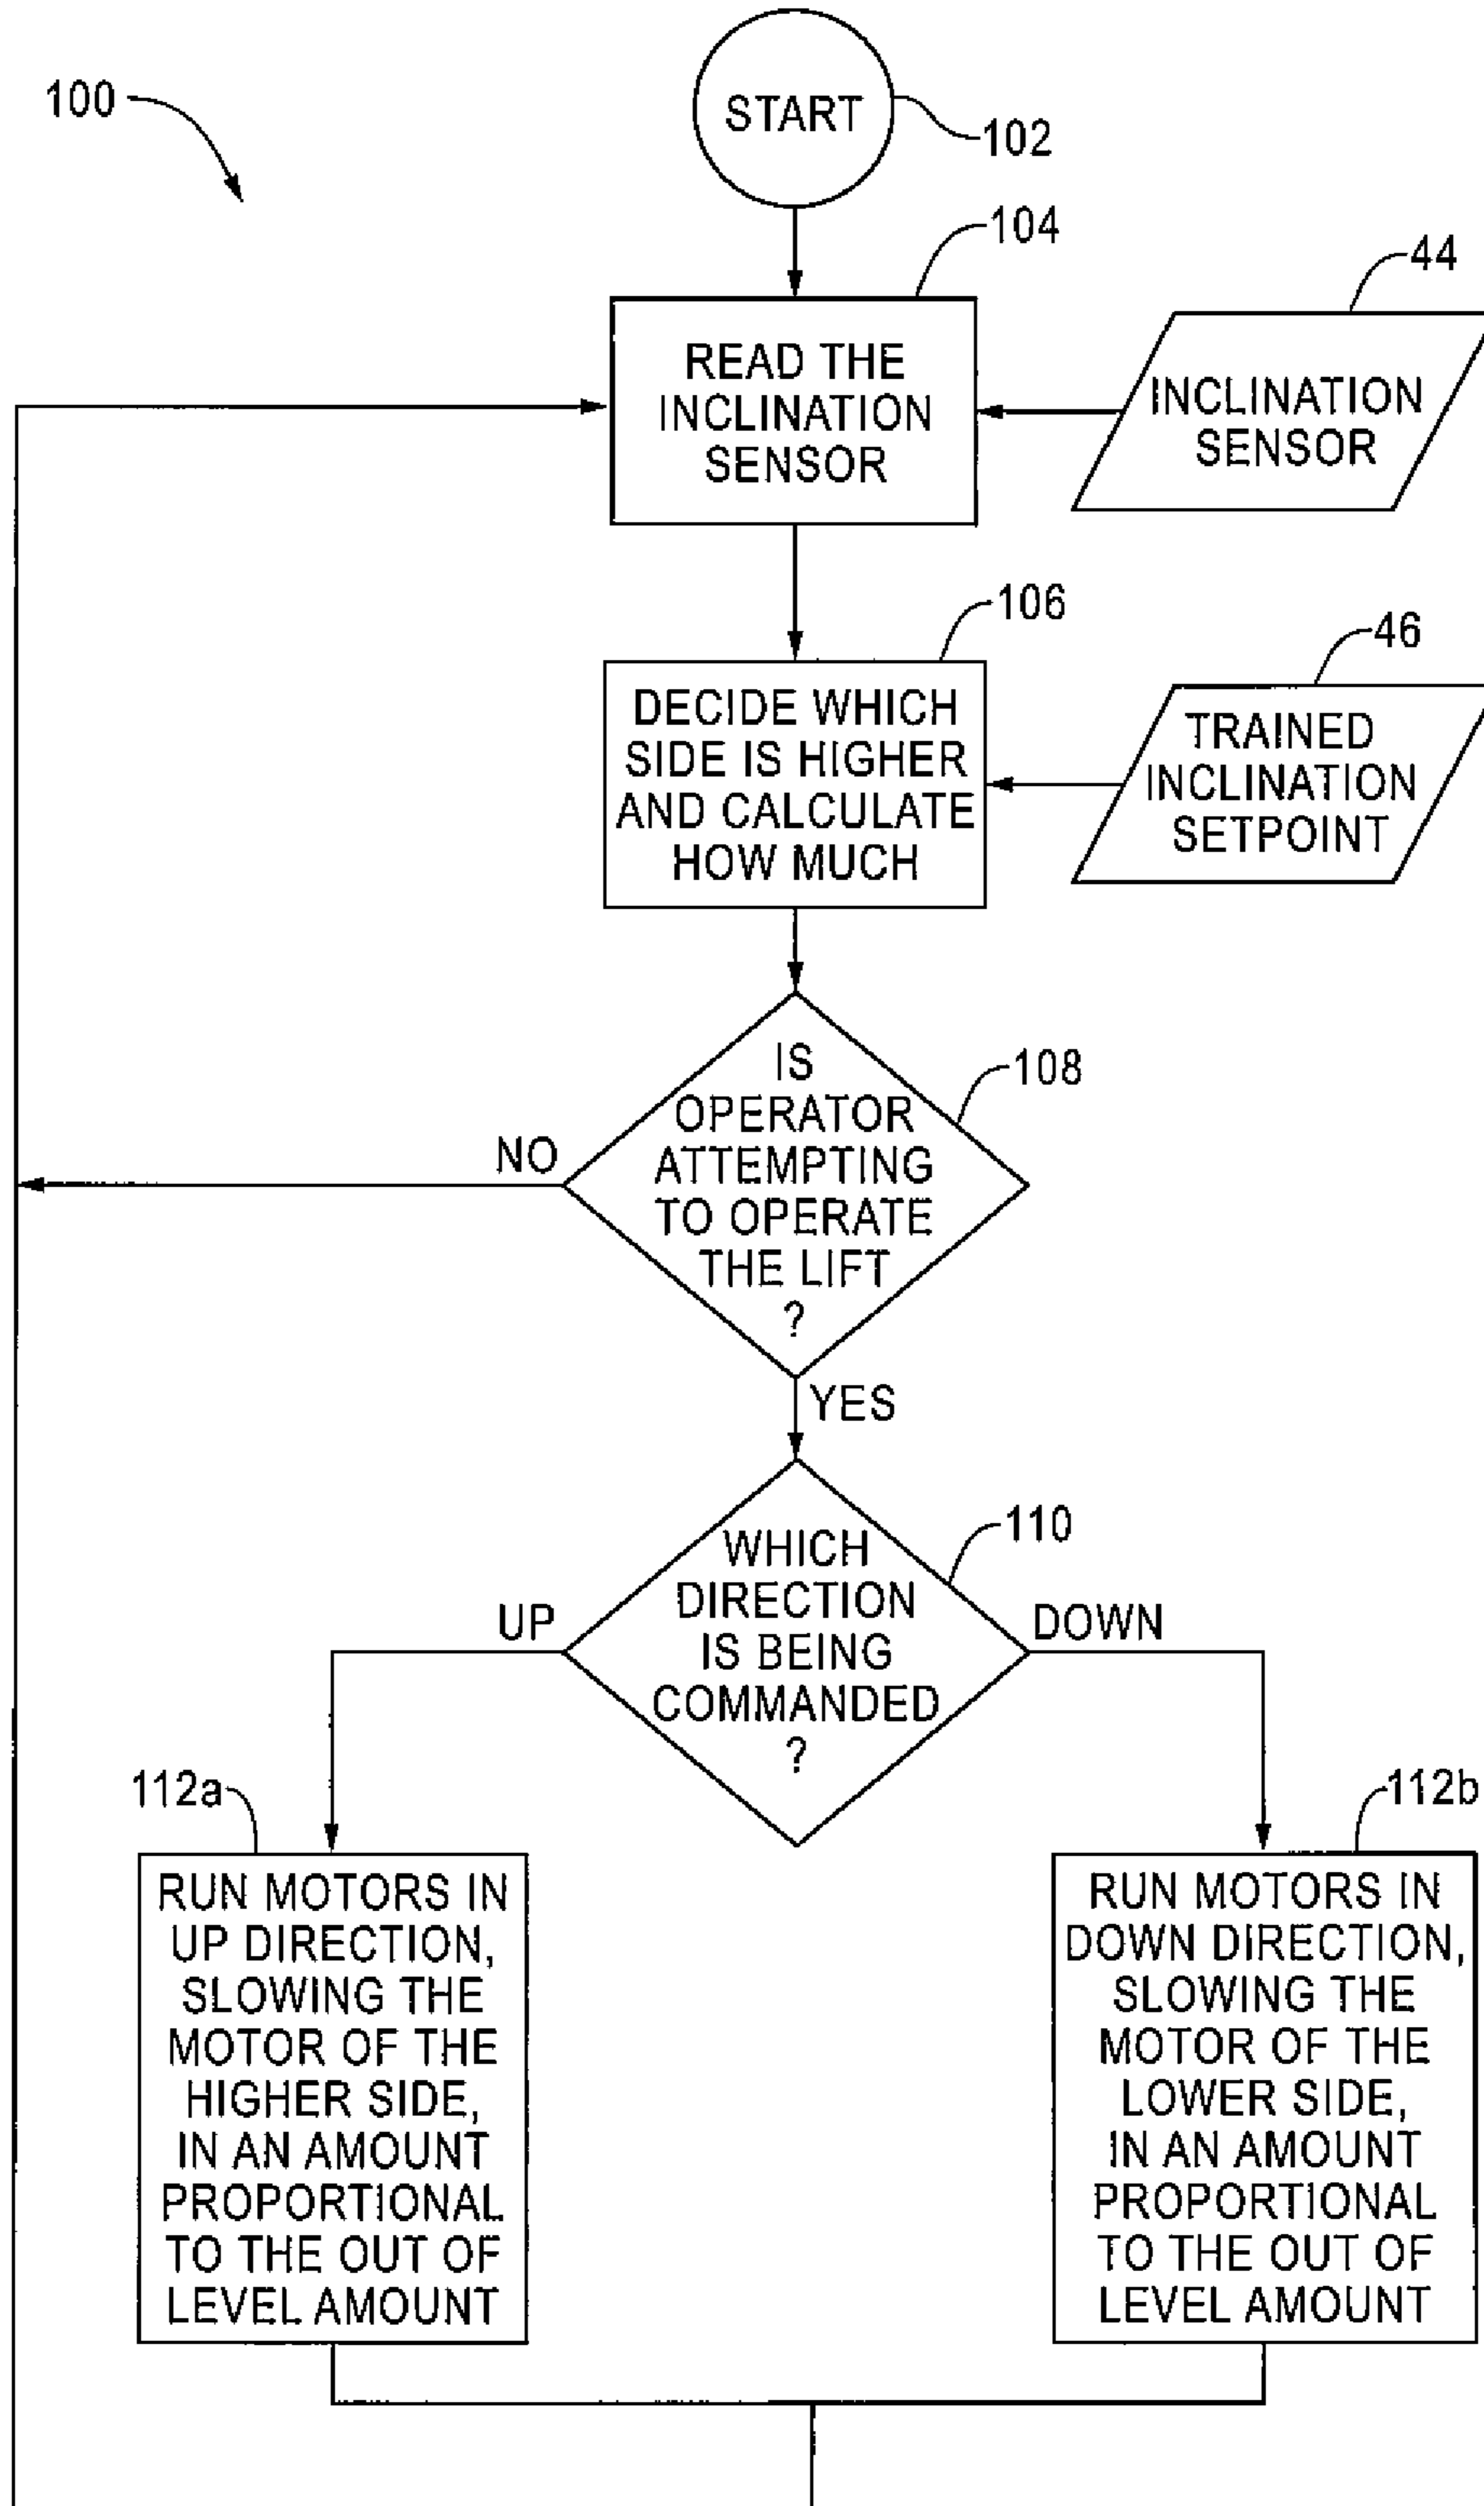 100
START
102
104
READ THE
INCLINATION
SENSOR
44
INCLINATION
SENSOR
106
DECIDE WHICH
SIDE IS HIGHER
AND CALCULATE
HOW MUCH
46
TRAINED
INCLINATION
SETPOINT
108
IS
OPERATOR
ATTEMPTING
TO OPERATE
THE LIFT
?
NO
YES
110
WHICH
DIRECTION
IS BEING
COMMANDED
?
UP
DOWN
112a
RUN MOTORS IN
UP DIRECTION,
SLOWING THE
MOTOR OF THE
HIGHER SIDE,
IN AN AMOUNT
PROPORTIONAL
TO THE OUT OF
LEVEL AMOUNT
112b
RUN MOTORS IN
DOWN DIRECTION,
SLOWING THE
MOTOR OF THE
LOWER SIDE,
IN AN AMOUNT
PROPORTIONAL
TO THE OUT OF
LEVEL AMOUNT